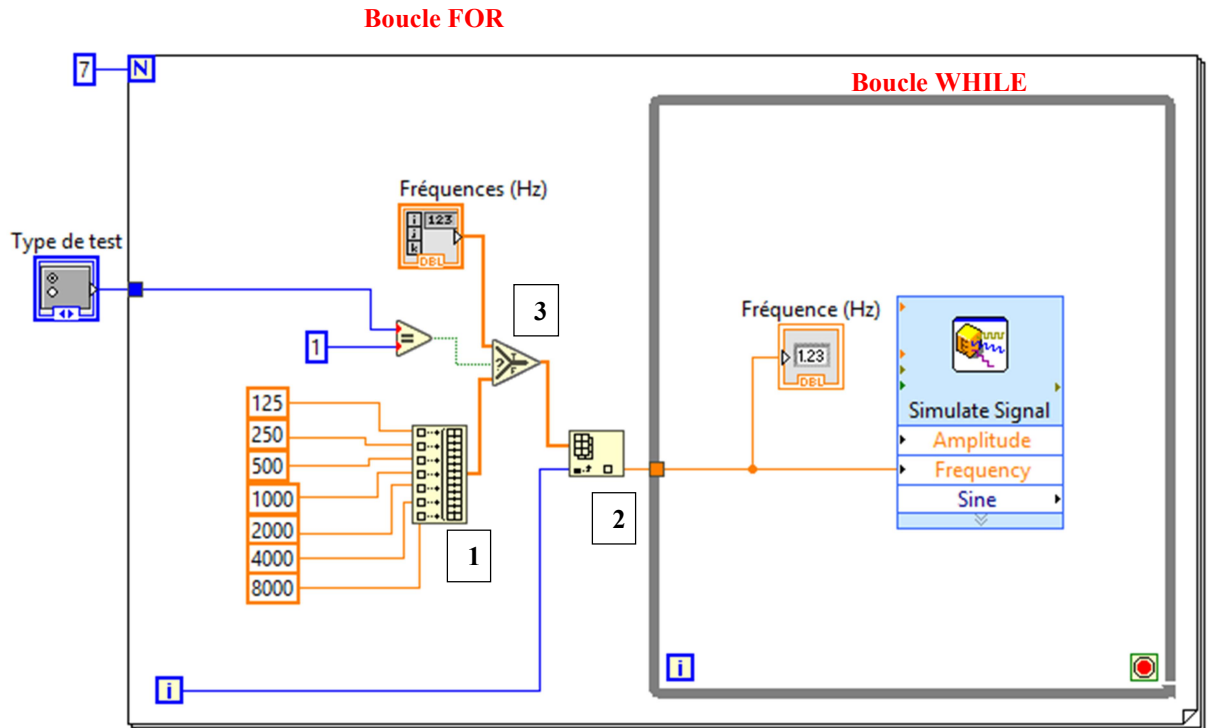 Boucle FOR
7
N
Boucle WHILE
Fréquences (Hz)
i 123
j
k
DBL
Type de test
3
Fréquence (Hz)
=
1
? T
F
1.23
DBL
125
250
500
1000
2000
4000
8000
Simulate Signal
Amplitude
Frequency
Sine
2
1
i
i